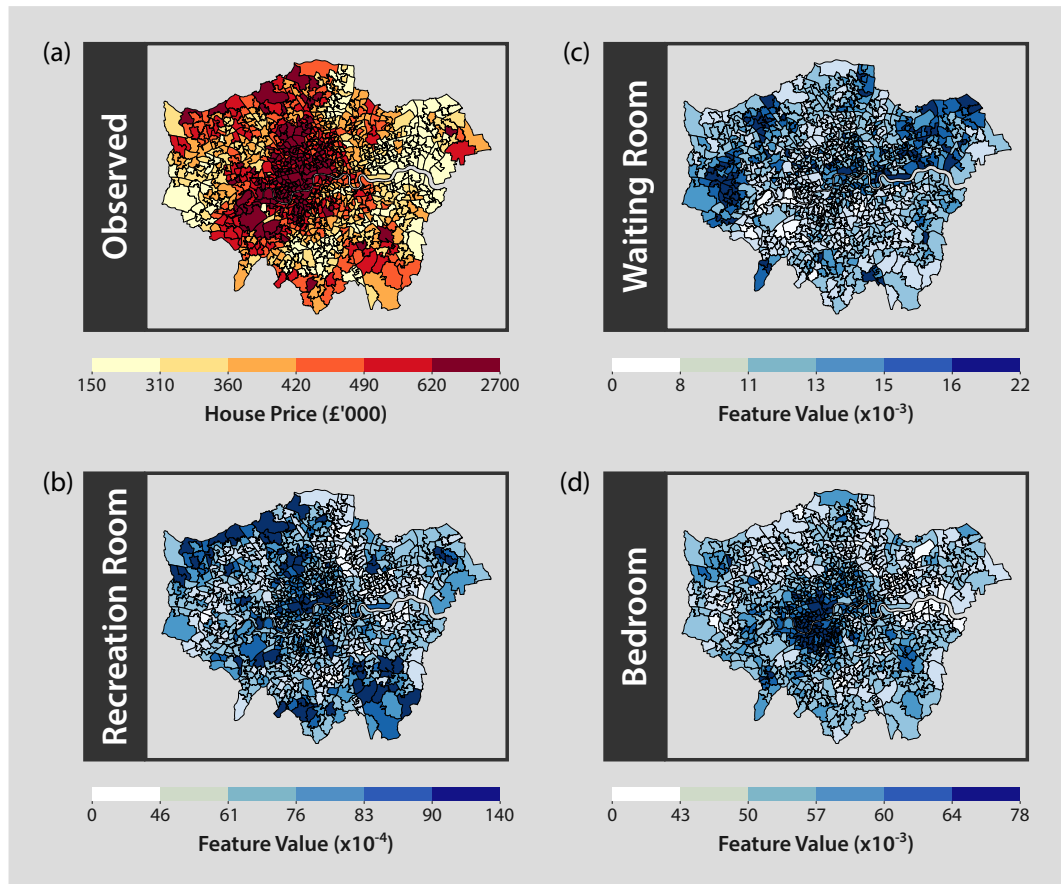 (a)
Observed
150 310 360 420 490 620 2700
House Price (£'000)
(b)
Recreation Room
0 46 61 76 83 90 140
Feature Value (x10⁻⁴)
(c)
Waiting Room
0 8 11 13 15 16 22
Feature Value (x10⁻³)
(d)
Bedroom
0 43 50 57 60 64 78
Feature Value (x10⁻³)